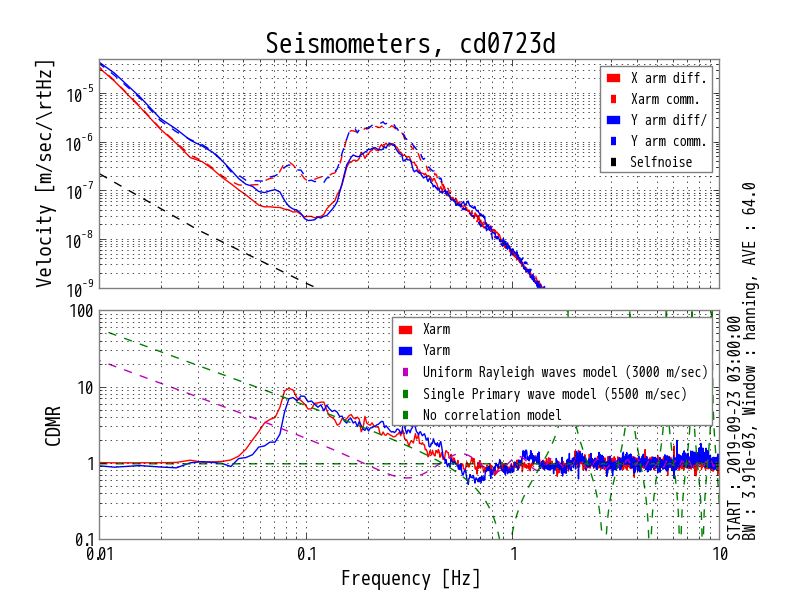 Seismometers, cd0723d
Velocity [m/sec/\rtHz]
10-5
10-6
10-7
10-8
10-9
X arm diff.
Xarm comm.
Y arm diff/
Y arm comm.
Selfnoise
CDMR
100
10
1
0.1
Xarm
Yarm
Uniform Rayleigh waves model (3000 m/sec)
Single Primary wave model (5500 m/sec)
No correlation model
0.01
0.1
1
10
Frequency [Hz]
START : 2019-09-23 03:00:00
BW : 3.91e-03, Window : hanning, AVE : 64.0